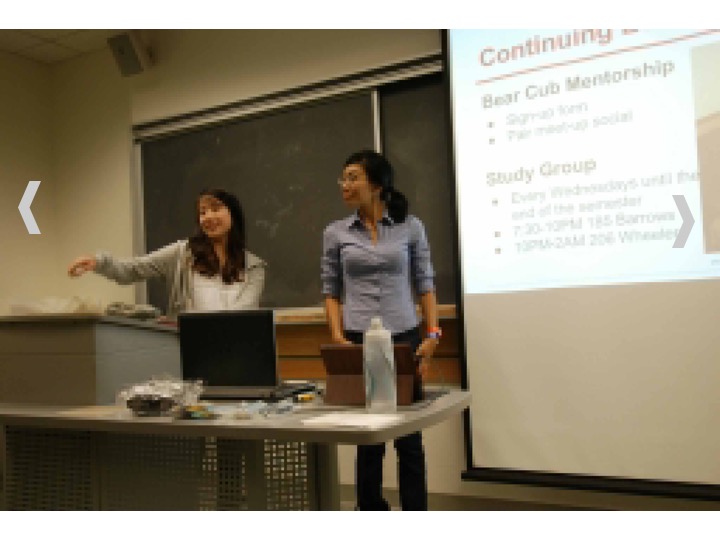 Continuing
Bear Cub Mentorship
Sign-up form
Pair meet-up social
Study Group
Every Wednesdays until the
end of the semester
7:30-10PM 185 Barrows
10PM-2AM 206 Wheeler